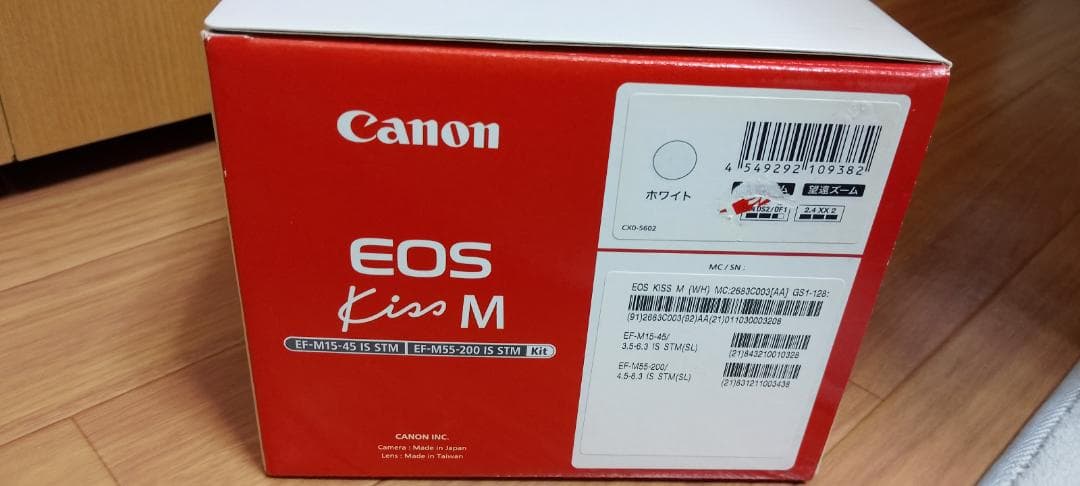 Canon
EOS
Kiss M
EF-M15-45 IS STM EF-M55-200 IS STM Kit
CANON INC.
Camera : Made in Japan
Lens : Made in Taiwan
ホワイト
4 549292 109382
望遠ズーム
DS2/DF1
2.4 XX 2
CX0-5602
MC / SN :
EOS KISS M (WH) MC:2683C003[AA] GS1-128:
(91)2683C003(92)AA(21)011030003208
EF-M15-45/
3.5-6.3 IS STM(SL)
(21)843210010328
EF-M55-200/
4.5-6.3 IS STM(SL)
(21)831211003438